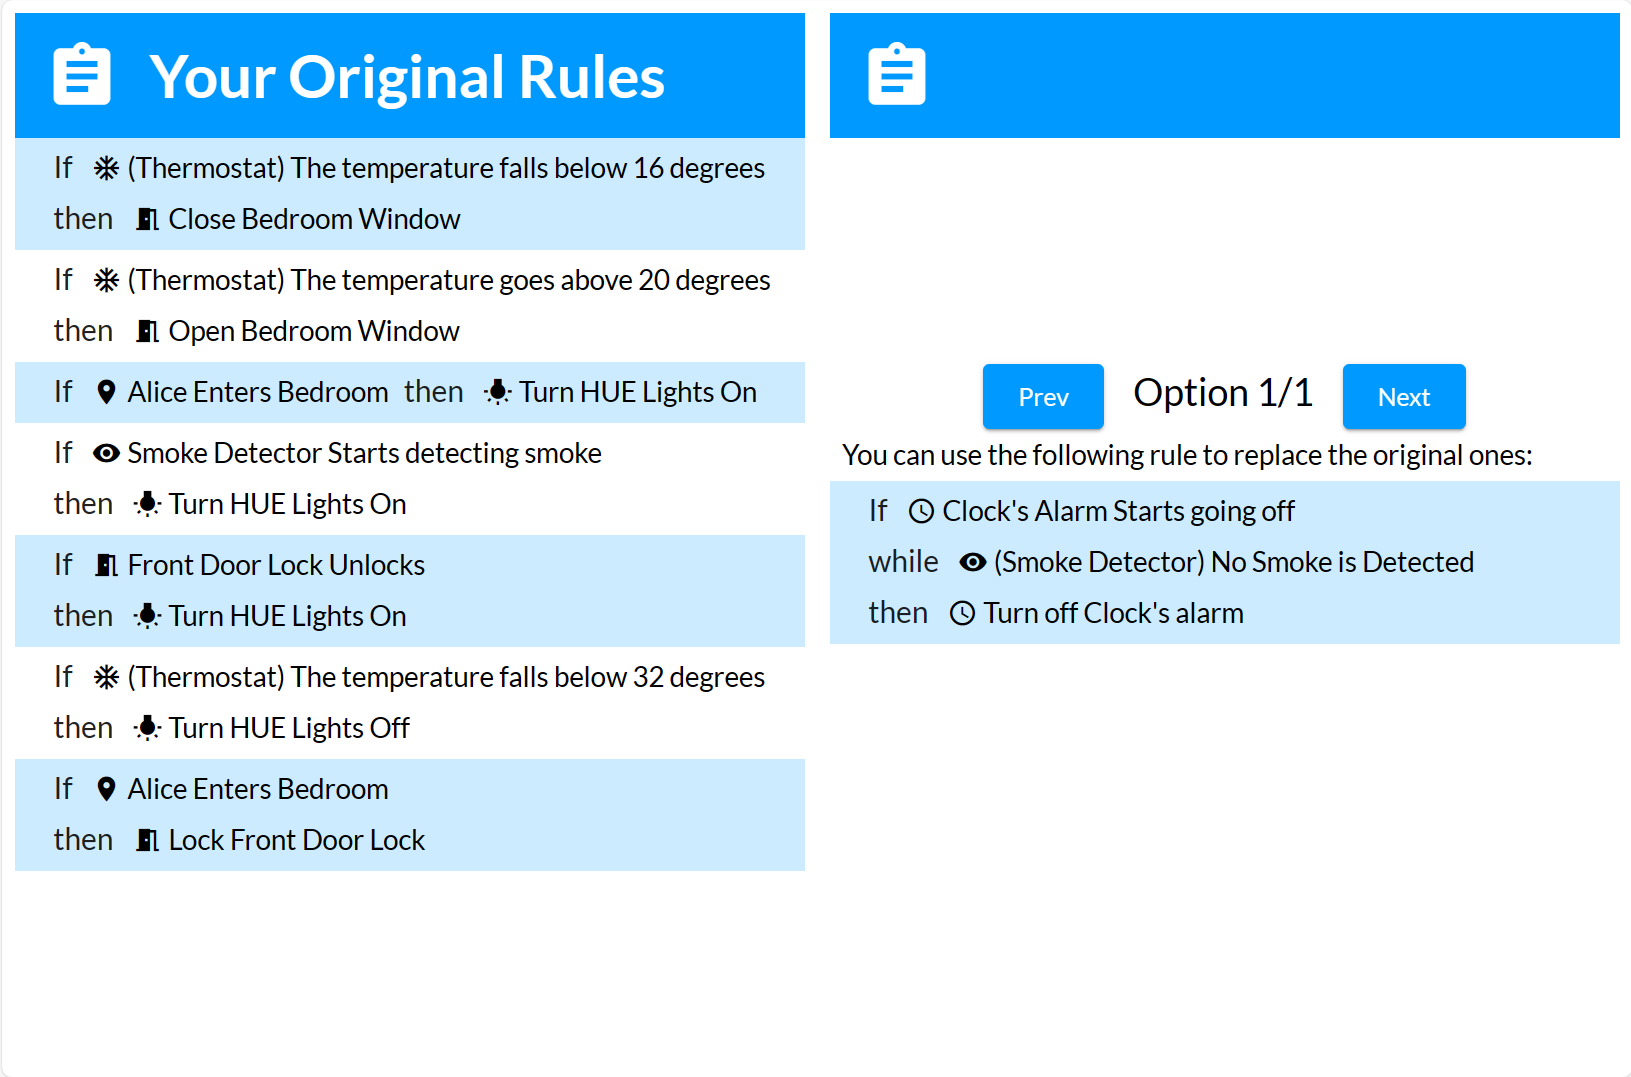 Your Original Rules
If (Thermostat) The temperature falls below 16 degrees
then Close Bedroom Window
If (Thermostat) The temperature goes above 20 degrees
then Open Bedroom Window
If Alice Enters Bedroom then Turn HUE Lights On
If Smoke Detector Starts detecting smoke
then Turn HUE Lights On
If Front Door Lock Unlocks
then Turn HUE Lights On
If (Thermostat) The temperature falls below 32 degrees
then Turn HUE Lights Off
If Alice Enters Bedroom
then Lock Front Door Lock
Prev Option 1/1 Next
You can use the following rule to replace the original ones:
If Clock's Alarm Starts going off
while (Smoke Detector) No Smoke is Detected
then Turn off Clock's alarm